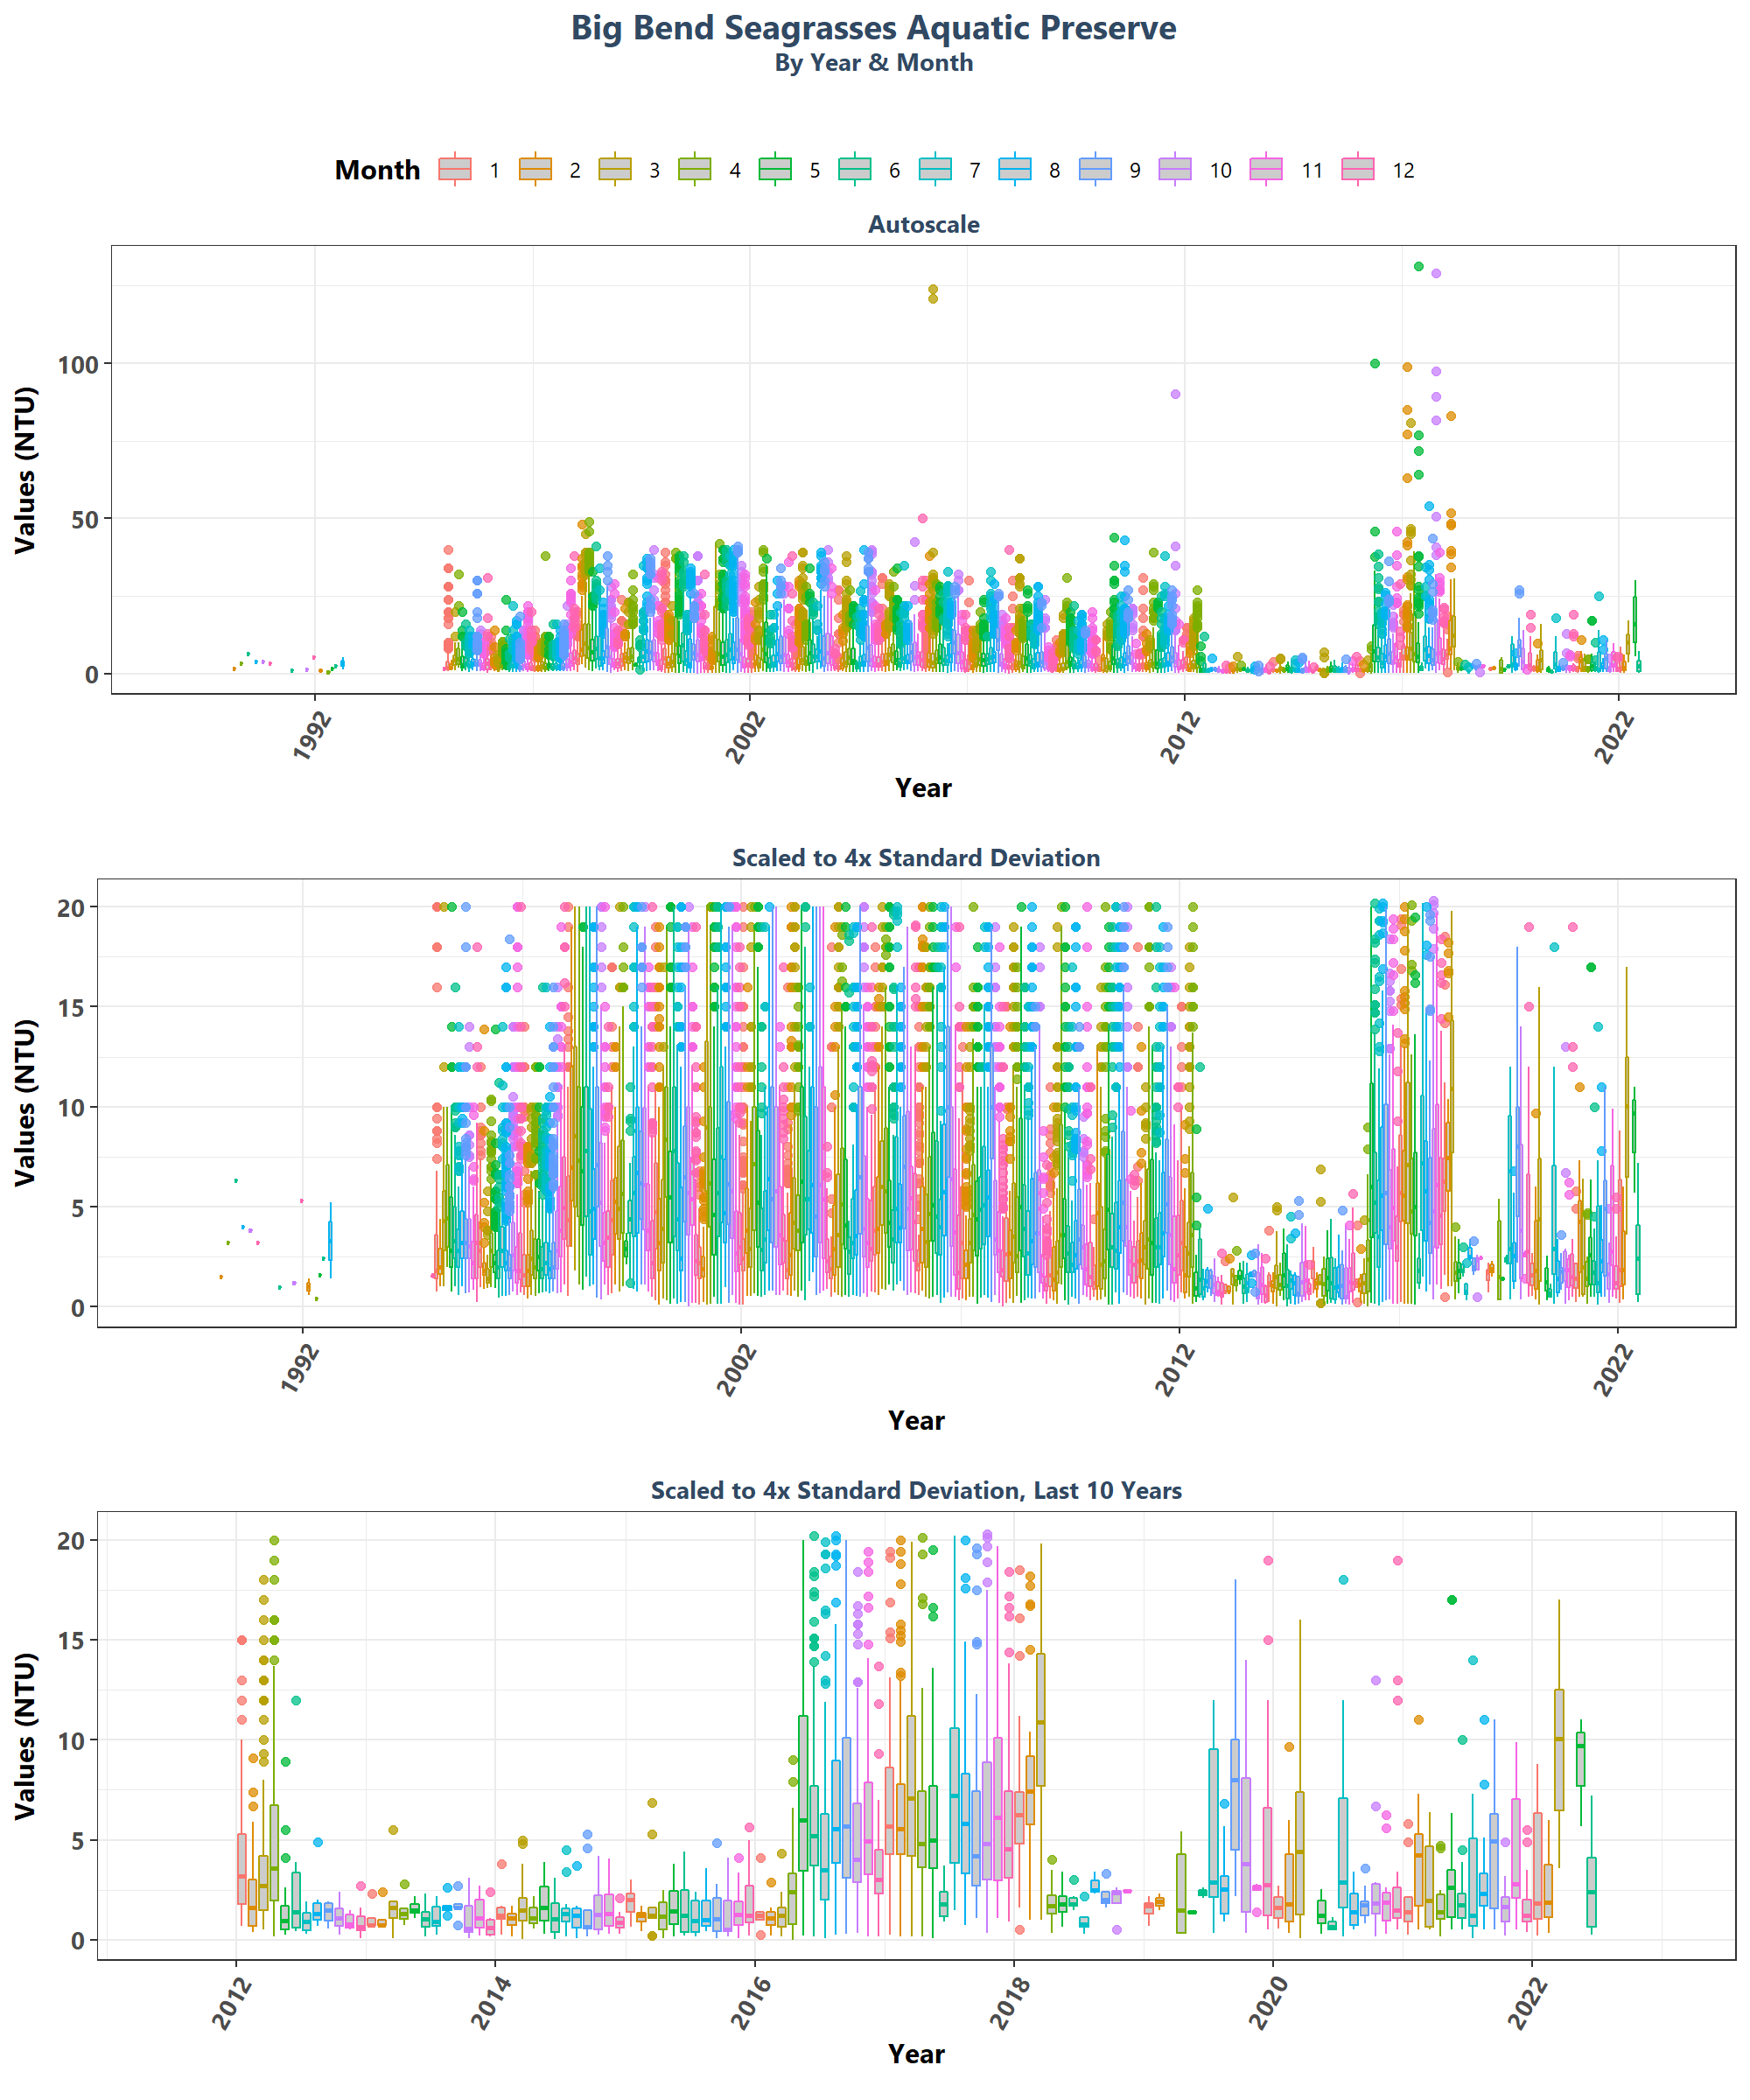 Big Bend Seagrasses Aquatic Preserve
By Year & Month
Month 1 2 3 4 5 6 7 8 9 10 11 12
Autoscale
Values (NTU)
100
50
0
1992 2002 2012 2022
Year
Scaled to 4x Standard Deviation
Values (NTU)
20
15
10
5
0
1992 2002 2012 2022
Year
Scaled to 4x Standard Deviation, Last 10 Years
Values (NTU)
20
15
10
5
0
2012 2014 2016 2018 2020 2022
Year